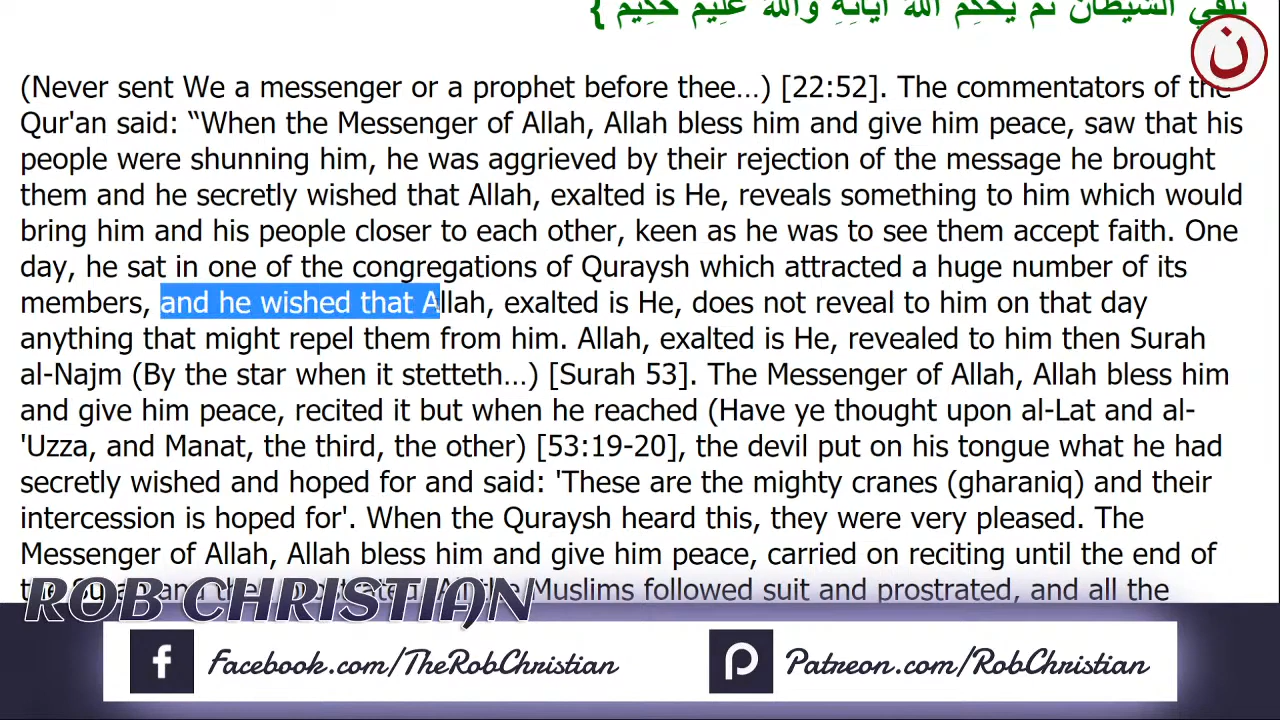 يُلْقِي الشَّيْطَانُ ثُمَّ يُحْكِمُ اللَّهُ آيَاتِهِ وَاللَّهُ عَلِيمٌ حَكِيمٌ }
ن
(Never sent We a messenger or a prophet before thee…) [22:52]. The commentators of the
Qur'an said: “When the Messenger of Allah, Allah bless him and give him peace, saw that his
people were shunning him, he was aggrieved by their rejection of the message he brought
them and he secretly wished that Allah, exalted is He, reveals something to him which would
bring him and his people closer to each other, keen as he was to see them accept faith. One
day, he sat in one of the congregations of Quraysh which attracted a huge number of its
members, and he wished that Allah, exalted is He, does not reveal to him on that day
anything that might repel them from him. Allah, exalted is He, revealed to him then Surah
al-Najm (By the star when it stetteth…) [Surah 53]. The Messenger of Allah, Allah bless him
and give him peace, recited it but when he reached (Have ye thought upon al-Lat and al-
'Uzza, and Manat, the third, the other) [53:19-20], the devil put on his tongue what he had
secretly wished and hoped for and said: 'These are the mighty cranes (gharaniq) and their
intercession is hoped for'. When the Quraysh heard this, they were very pleased. The
Messenger of Allah, Allah bless him and give him peace, carried on reciting until the end of
Muslims followed suit and prostrated, and all the
ROB CHRISTIAN
Facebook.com/TheRobChristian
Patreon.com/RobChristian